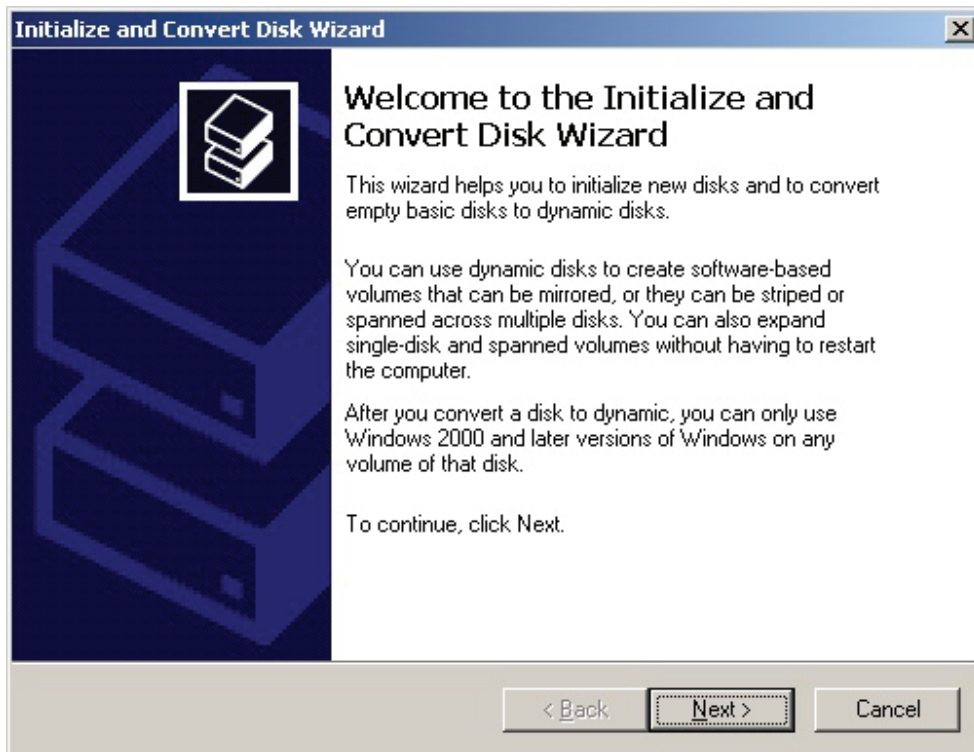 Initialize and Convert Disk Wizard
Welcome to the Initialize and
Convert Disk Wizard
This wizard helps you to initialize new disks and to convert
empty basic disks to dynamic disks.
You can use dynamic disks to create software-based
volumes that can be mirrored, or they can be striped or
spanned across multiple disks. You can also expand
single-disk and spanned volumes without having to restart
the computer.
After you convert a disk to dynamic, you can only use
Windows 2000 and later versions of Windows on any
volume of that disk.
To continue, click Next.
< Back Next > Cancel